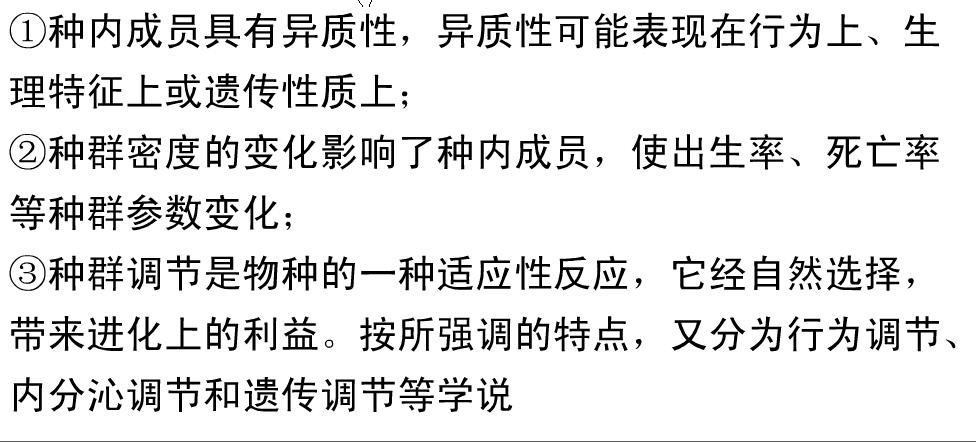 ①种内成员具有异质性，异质性可能表现在行为上、生
理特征上或遗传性质上；
②种群密度的变化影响了种内成员，使出生率、死亡率
等种群参数变化；
③种群调节是物种的一种适应性反应，它经自然选择，
带来进化上的利益。按所强调的特点，又分为行为调节、
内分沁调节和遗传调节等学说